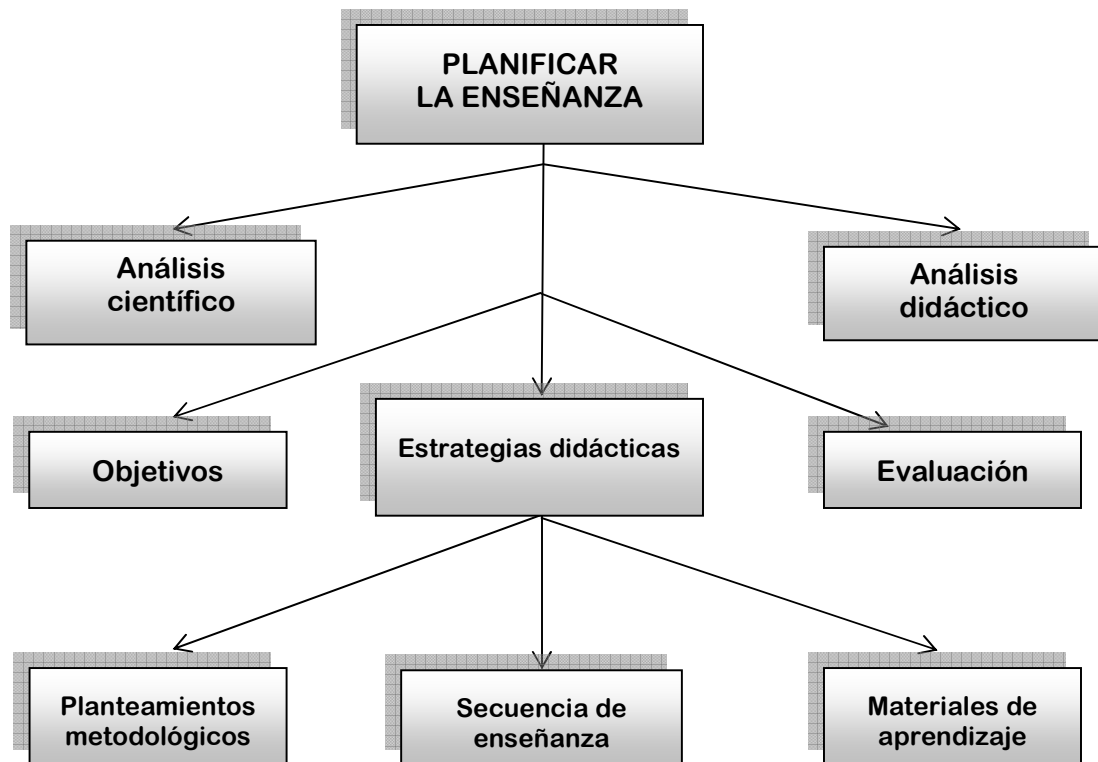 PLANIFICAR
LA ENSEÑANZA
Análisis
científico
Análisis
didáctico
Objetivos
Estrategias didácticas
Evaluación
Planteamientos
metodológicos
Secuencia de
enseñanza
Materiales de
aprendizaje